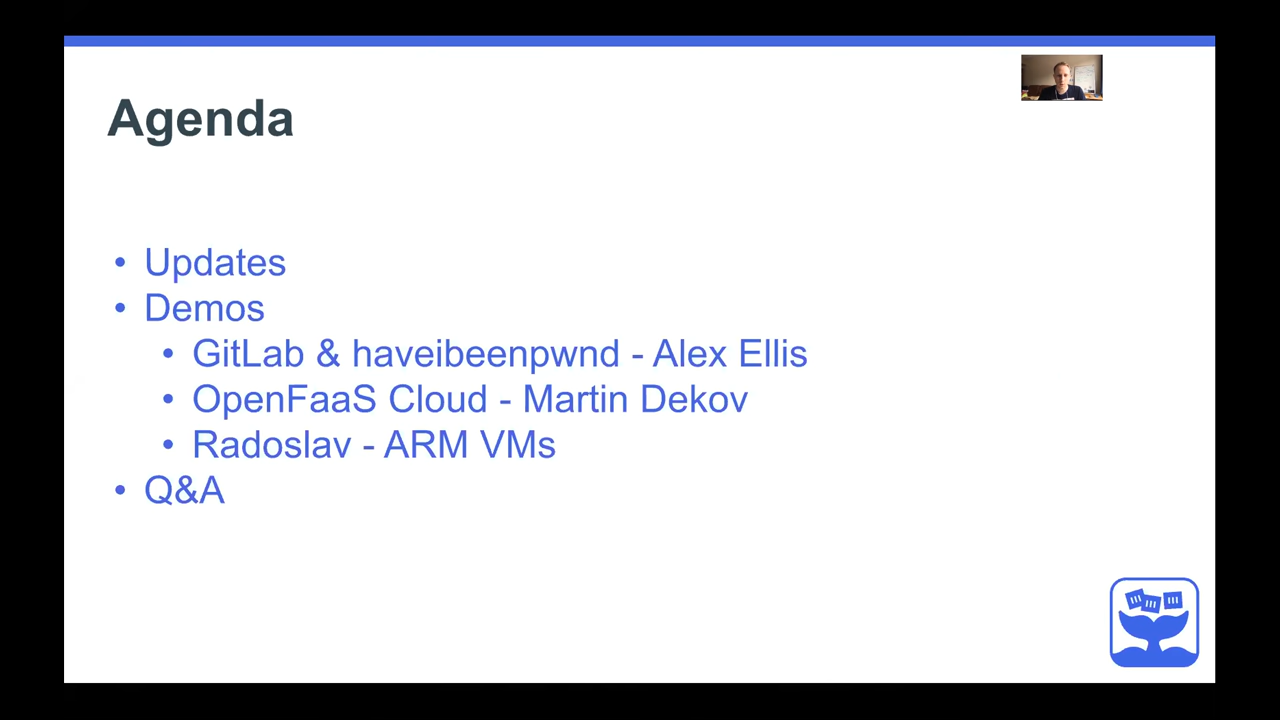 Agenda
• Updates
• Demos
• GitLab & haveibeenpwnd - Alex Ellis
• OpenFaaS Cloud - Martin Dekov
• Radoslav - ARM VMs
• Q&A